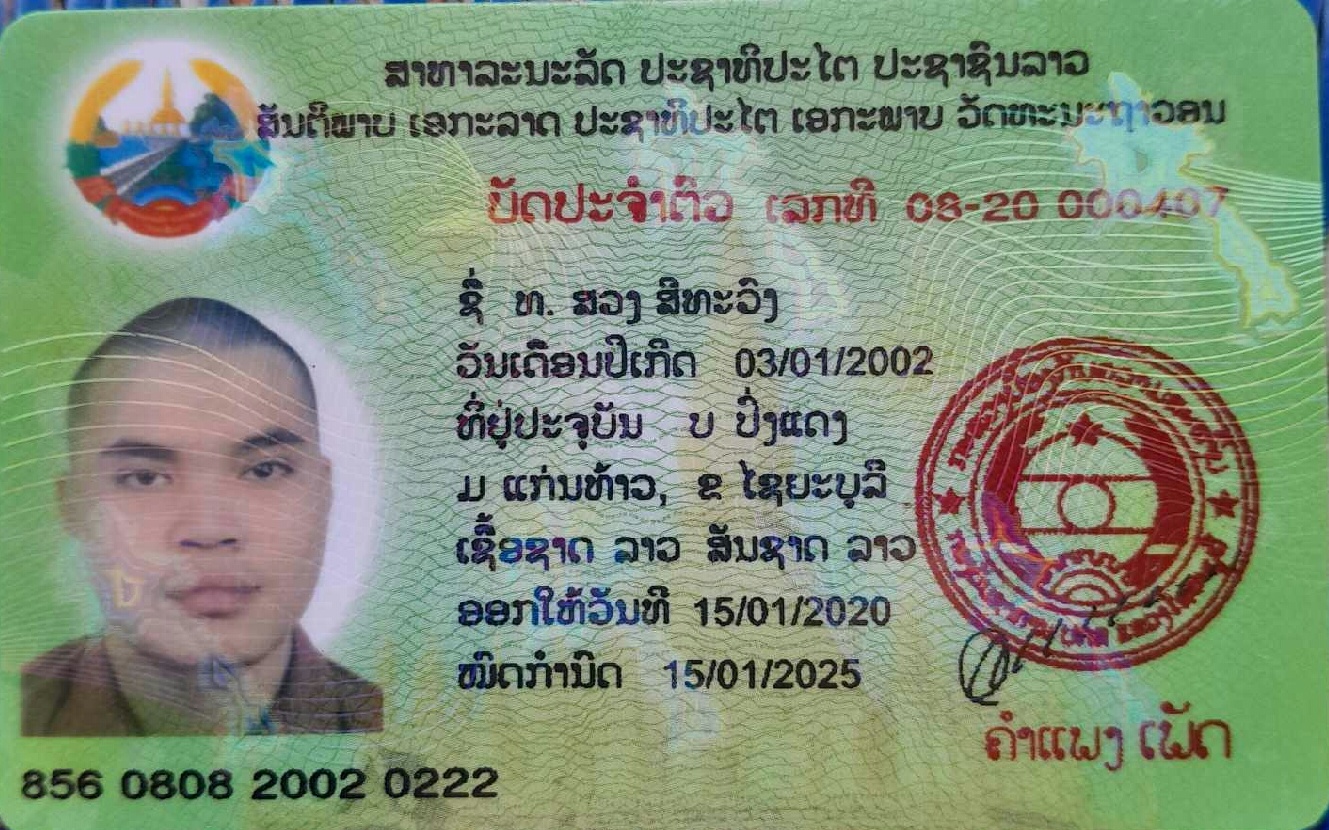 ສາທາລະນະລັດ ປະຊາທິປະໄຕ ປະຊາຊົນລາວ
ສັນຕິພາບ ເອກະລາດ ປະຊາທິປະໄຕ ເອກະພາບ ວັດທະນະຖາວອນ
ບັດປະຈຳຕົວ ເລກທີ 08-20 000407
ຊື່ ທ. ສວງ ສີທະວົງ
ວັນເດືອນປີເກີດ 03/01/2002
ທີ່ຢູ່ປະຈຸບັນ ບ ປົ່ງແດງ
ມ ແກ່ນທ້າວ, ຂ ໄຊຍະບູລີ
ເຊື້ອຊາດ ລາວ ສັນຊາດ ລາວ
ອອກໃຫ້ວັນທີ 15/01/2020
ໝົດກຳນົດ 15/01/2025
ຄຳແພງ ເພັດ
856 0808 2002 0222